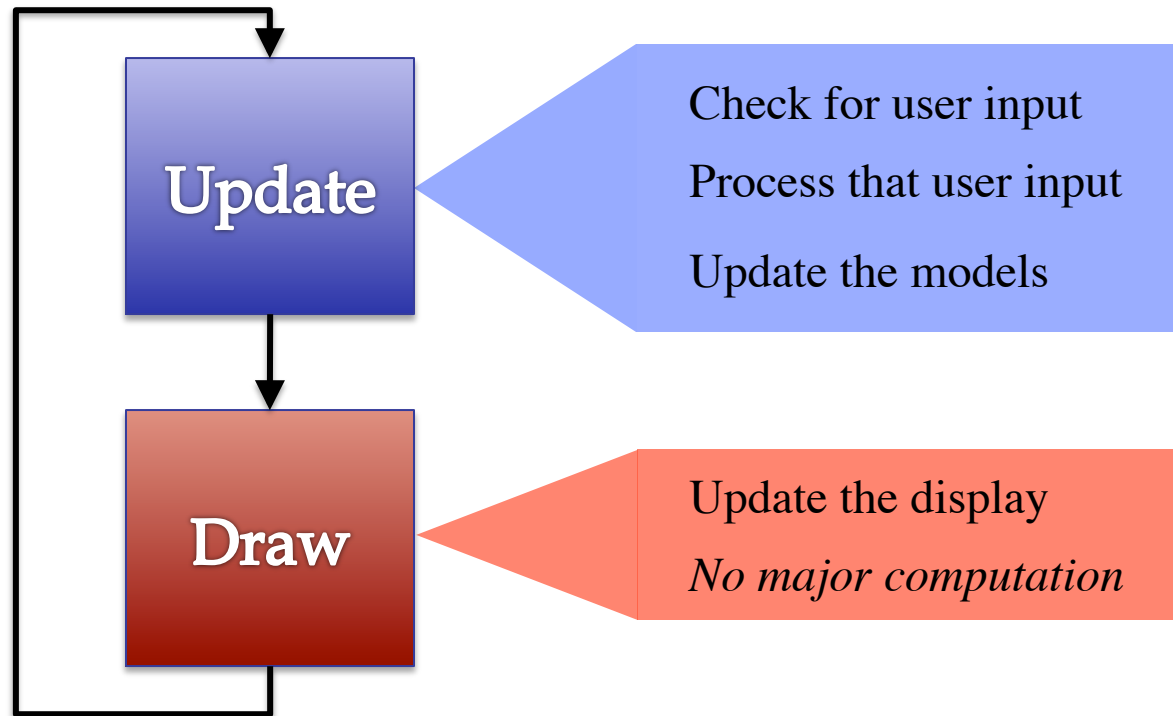 Update
Check for user input
Process that user input
Update the models
Draw
Update the display
No major computation